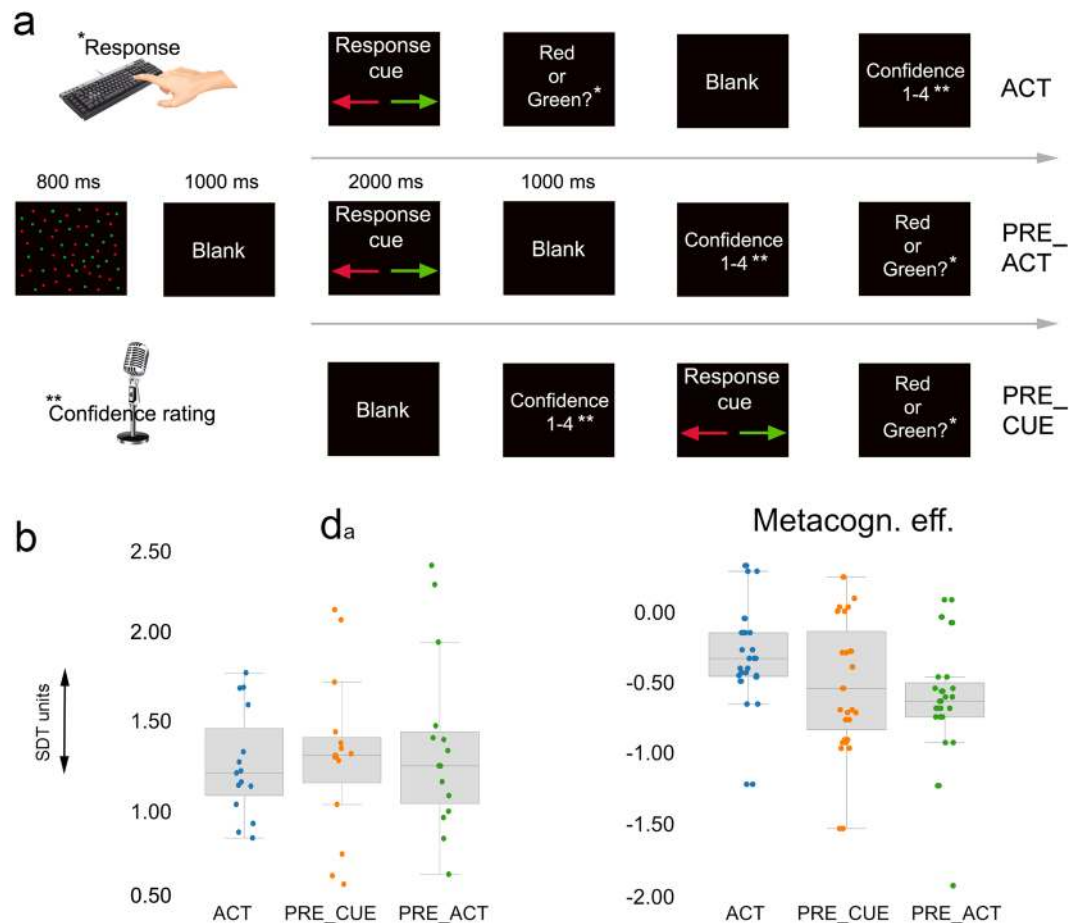 a
*Response
Response
cue
Red
or
Green?*
Blank
Confidence
1-4 **
ACT
800 ms
1000 ms
2000 ms
1000 ms
Blank
Response
cue
Blank
Confidence
1-4 **
Red
or
Green?*
PRE_
ACT
**Confidence rating
Blank
Confidence
1-4 **
Response
cue
Red
or
Green?*
PRE_
CUE
b
da
SDT units
2.50
2.00
1.50
1.00
0.50
ACT
PRE_CUE
PRE_ACT
Metacogn. eff.
0.00
-0.50
-1.00
-1.50
-2.00
ACT
PRE_CUE
PRE_ACT